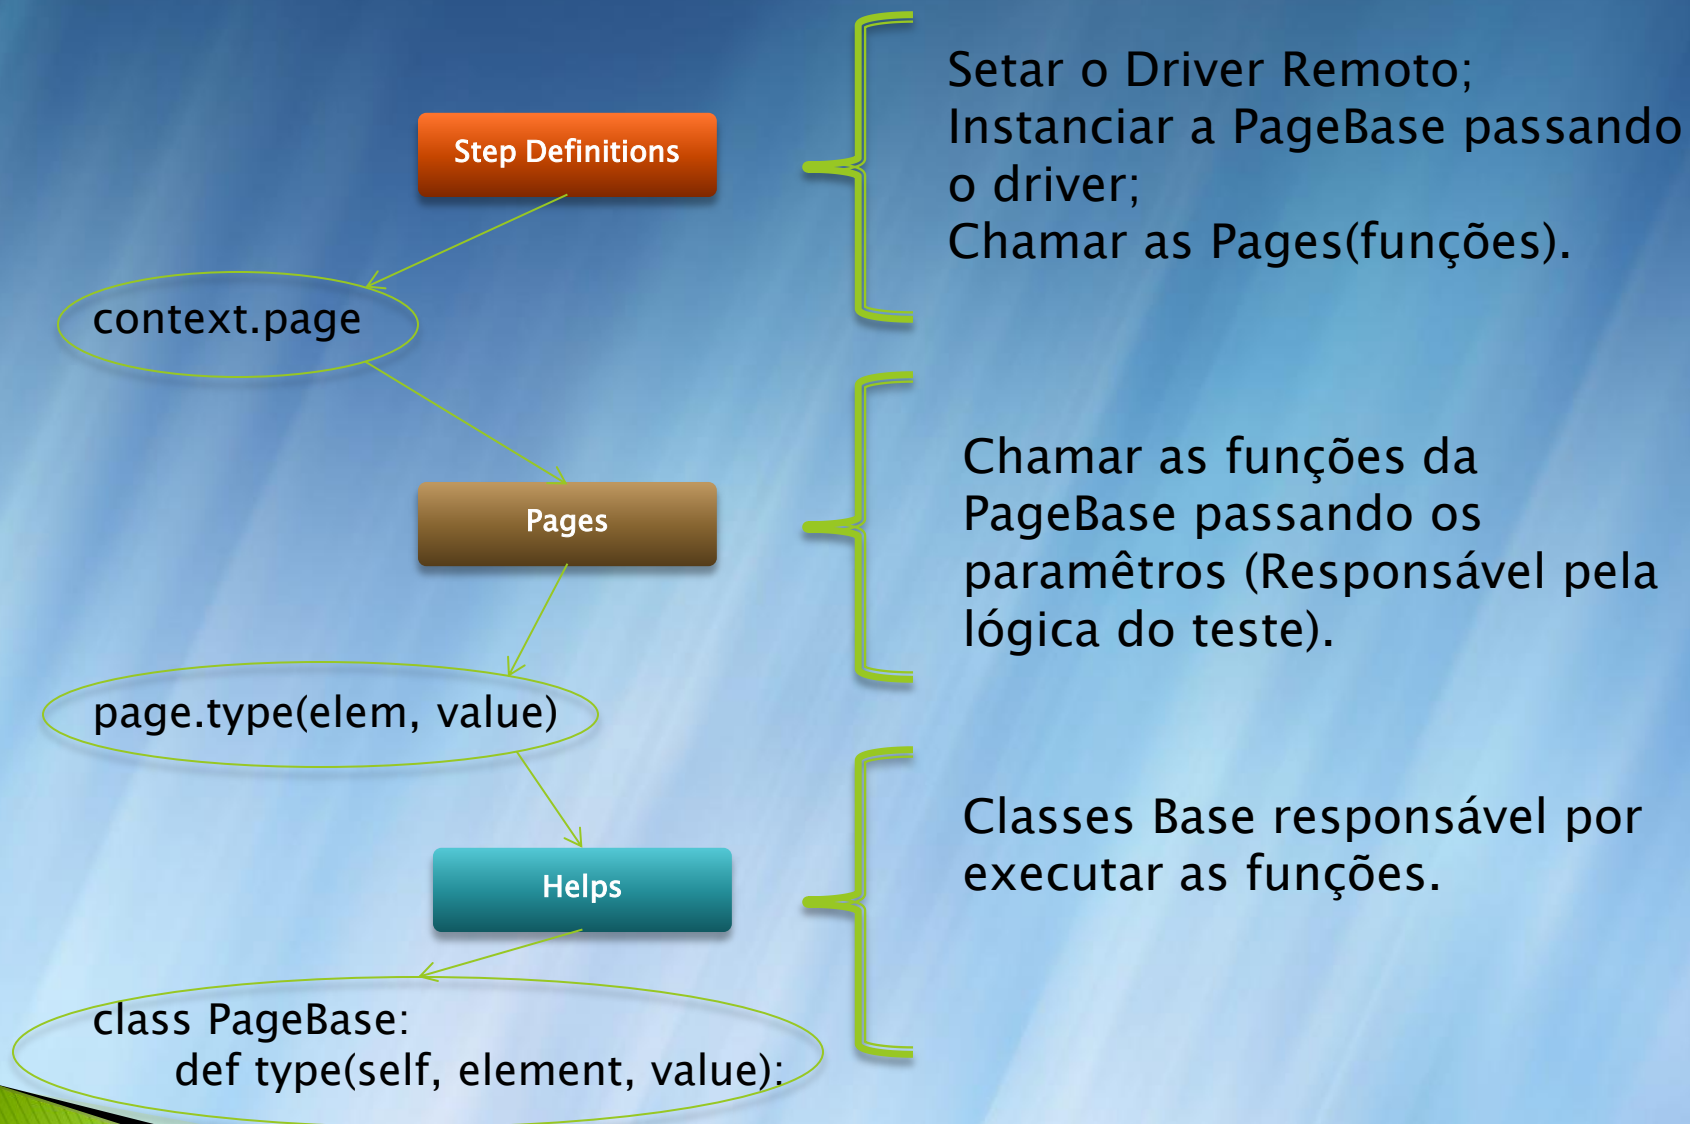 Step Definitions
Setar o Driver Remoto;
Instanciar a PageBase passando
o driver;
Chamar as Pages(funções).
context.page
Pages
Chamar as funções da
PageBase passando os
paramêtros (Responsável pela
lógica do teste).
page.type(elem, value)
Helps
Classes Base responsável por
executar as funções.
class PageBase:
def type(self, element, value):